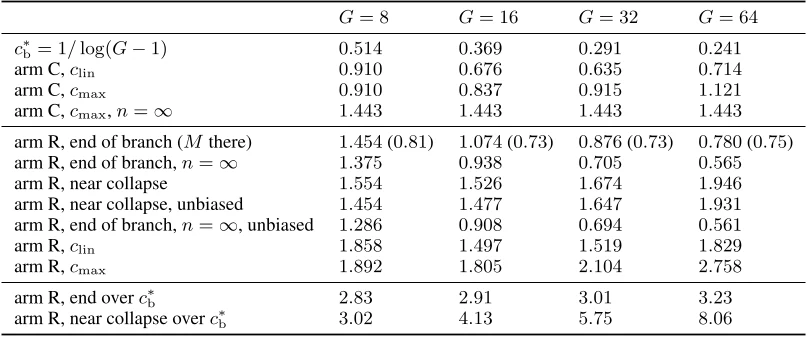 G = 8 G = 16 G = 32 G = 64
c*_b = 1/ log(G − 1) 0.514 0.369 0.291 0.241
arm C, c_lin 0.910 0.676 0.635 0.714
arm C, c_max 0.910 0.837 0.915 1.121
arm C, c_max, n = ∞ 1.443 1.443 1.443 1.443
arm R, end of branch (M there) 1.454 (0.81) 1.074 (0.73) 0.876 (0.73) 0.780 (0.75)
arm R, end of branch, n = ∞ 1.375 0.938 0.705 0.565
arm R, near collapse 1.554 1.526 1.674 1.946
arm R, near collapse, unbiased 1.454 1.477 1.647 1.931
arm R, end of branch, n = ∞, unbiased 1.286 0.908 0.694 0.561
arm R, c_lin 1.858 1.497 1.519 1.829
arm R, c_max 1.892 1.805 2.104 2.758
arm R, end over c*_b 2.83 2.91 3.01 3.23
arm R, near collapse over c*_b 3.02 4.13 5.75 8.06